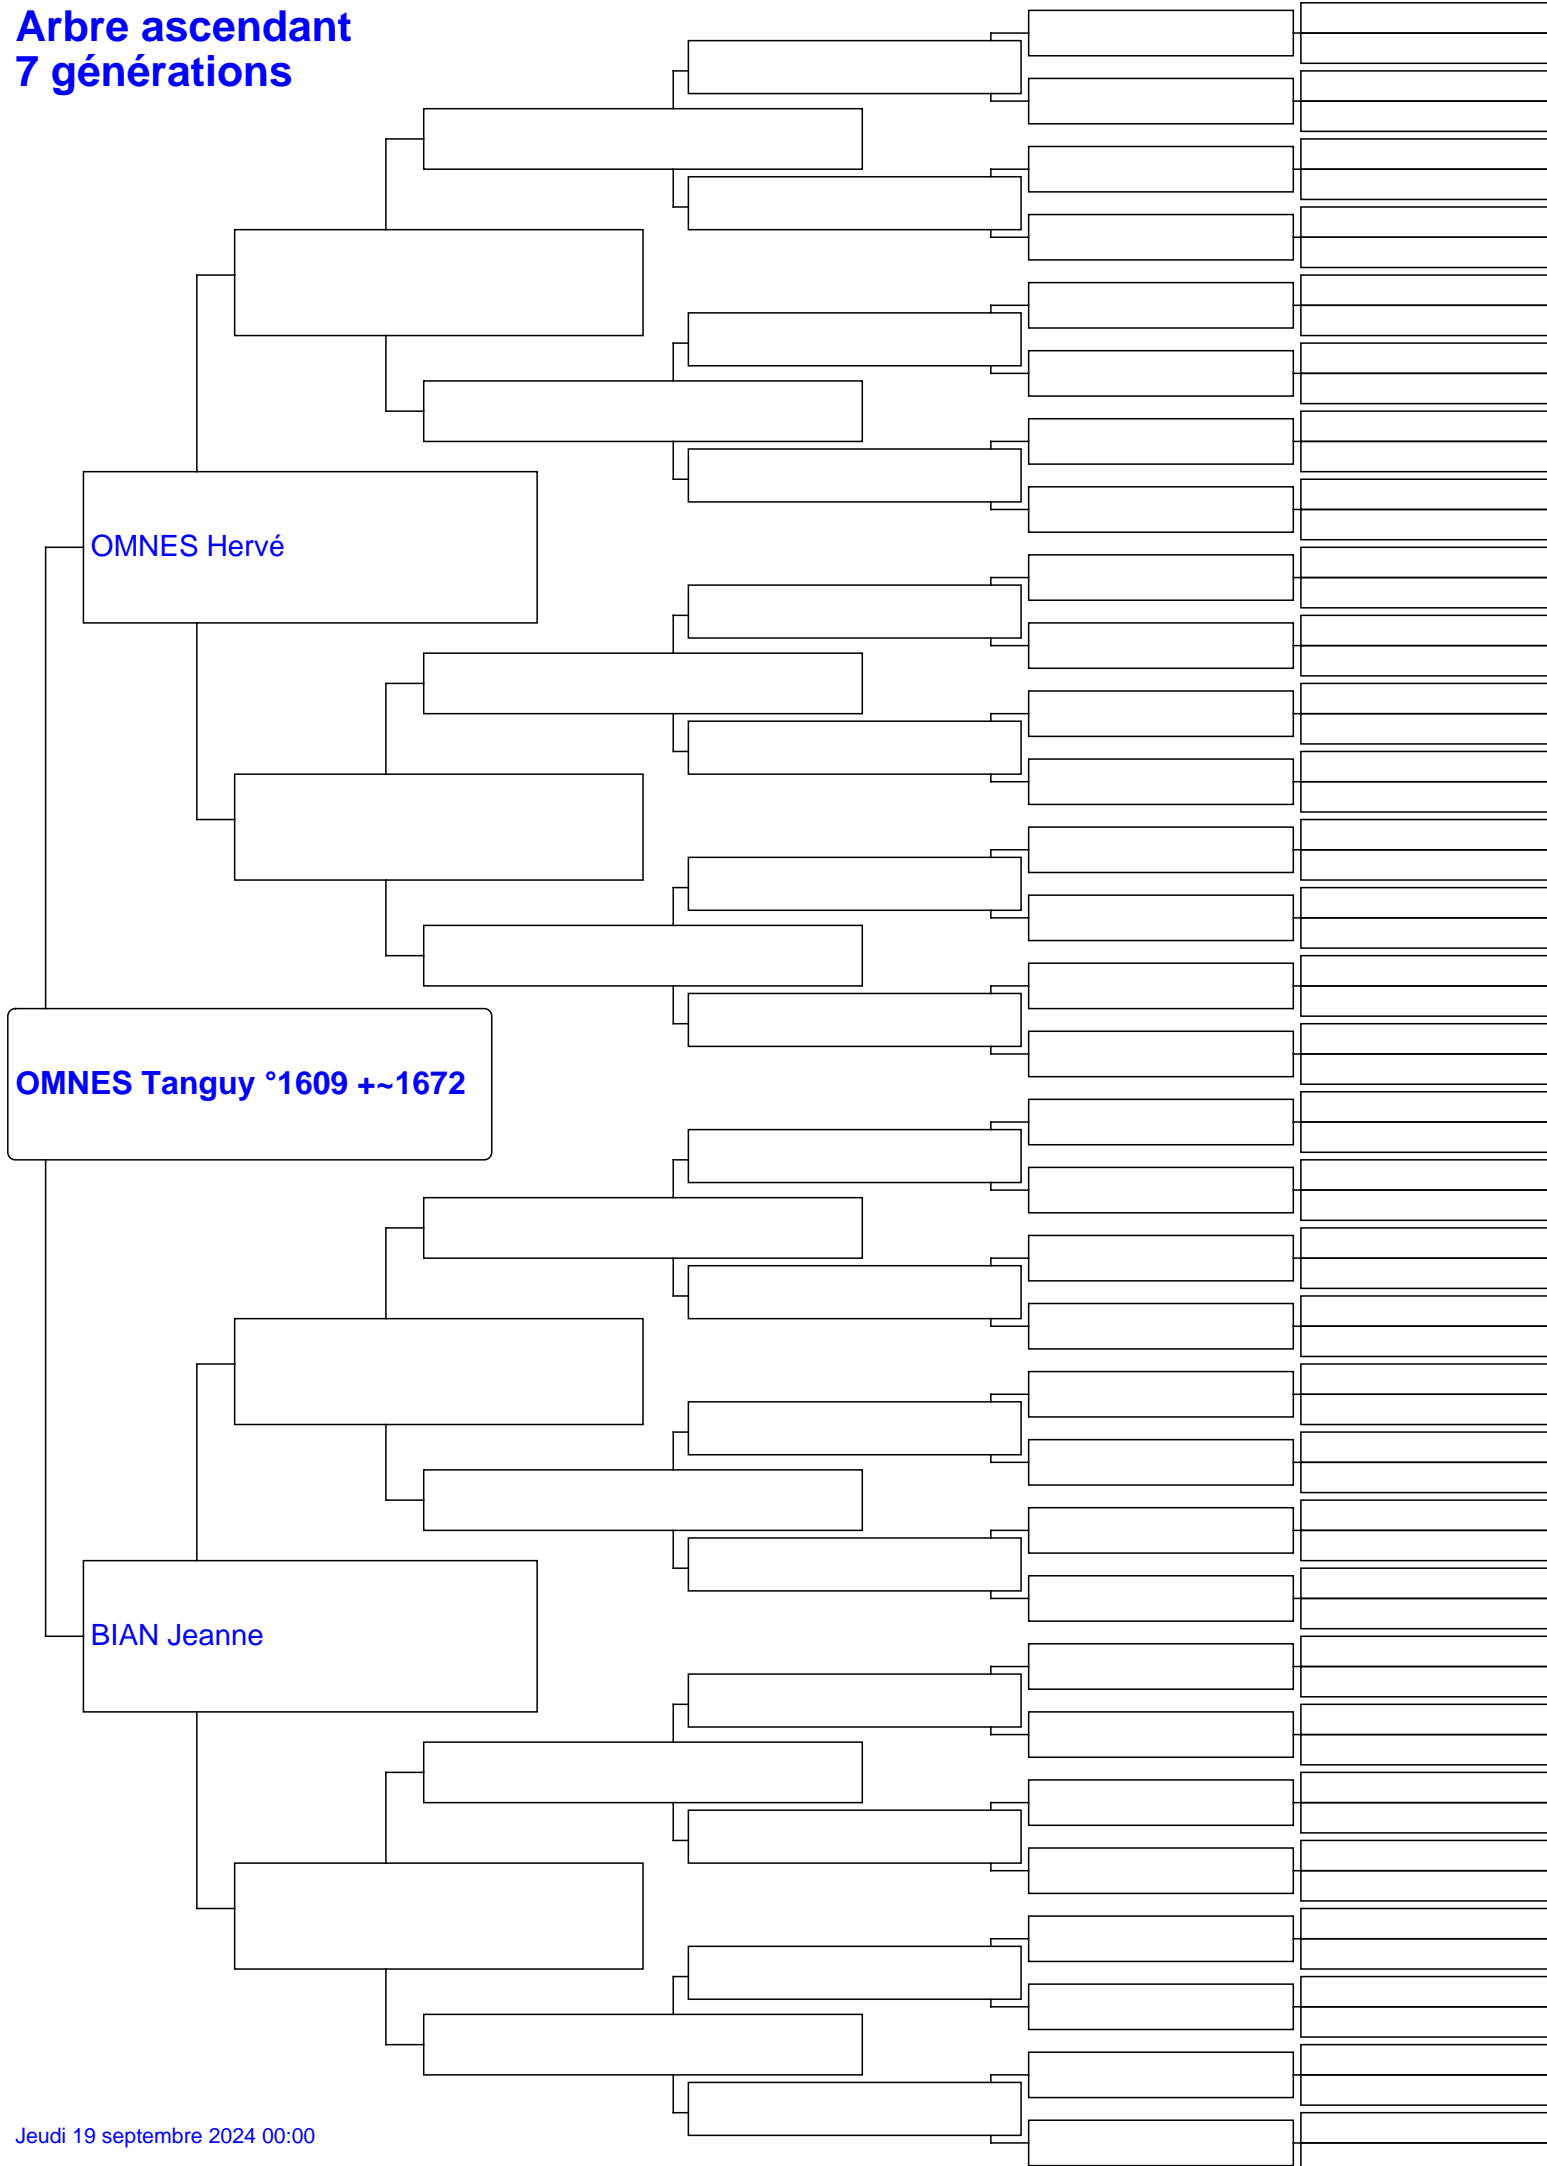 Arbre ascendant
7 générations
OMNES Hervé
OMNES Tanguy °1609 +~1672
BIAN Jeanne
Jeudi 19 septembre 2024 00:00